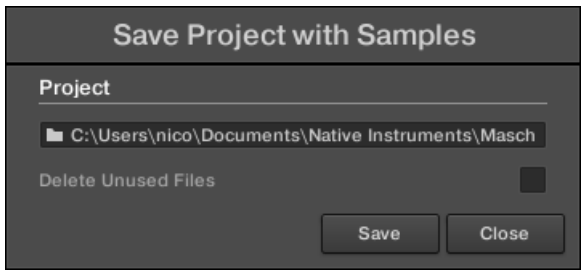 Save Project with Samples
Project
C:\Users\nico\Documents\Native Instruments\Masch
Delete Unused Files
Save Close